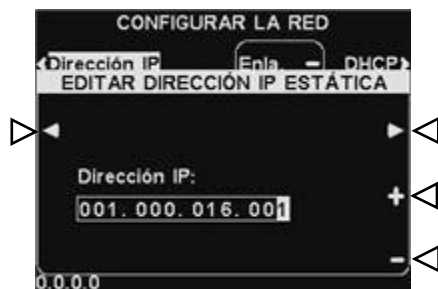 CONFIGURAR LA RED
Dirección IP Enla. DHCP
EDITAR DIRECCIÓN IP ESTÁTICA
Dirección IP:
001.000.016.001
+
-
0.0.0.0